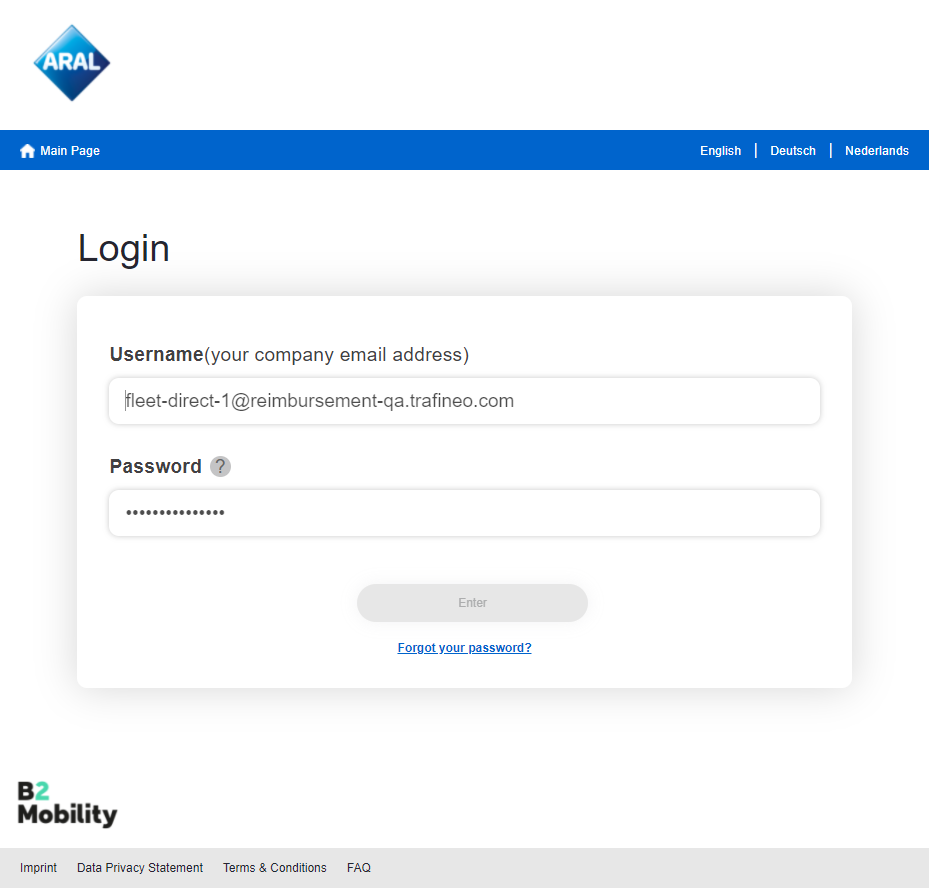 ARAL
Main Page
English | Deutsch | Nederlands
Login
Username(your company email address)
fleet-direct-1@reimbursement-qa.trafineo.com
Password ?
•••••••••••••••
Enter
Forgot your password?
B2
Mobility
Imprint Data Privacy Statement Terms & Conditions FAQ